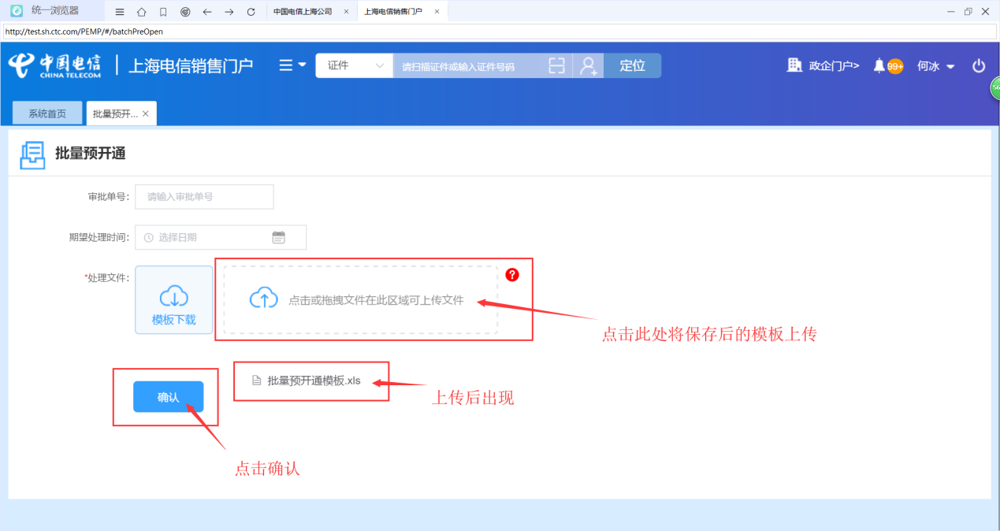 统一浏览器
中国电信上海公司 ×
上海电信销售门户 ×
http://test.sh.ctc.com/PEMP/#/batchPreOpen
中国电信
CHINA TELECOM
上海电信销售门户
证件
请扫描证件或输入证件号码
定位
政企门户>
99+
何冰
56
系统首页
批量预开... ×
批量预开通
审批单号：
请输入审批单号
期望处理时间：
选择日期
*处理文件：
模板下载
点击或拖拽文件在此区域可上传文件
?
点击此处将保存后的模板上传
批量预开通模板.xls
上传后出现
确认
点击确认